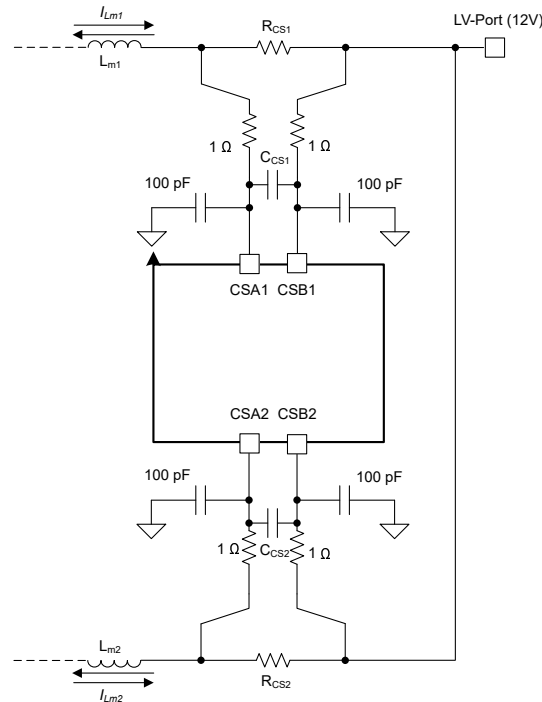 I_Lm1
R_CS1
LV-Port (12V)
L_m1
1 Ω
1 Ω
C_CS1
100 pF
100 pF
CSA1
CSB1
CSA2
CSB2
100 pF
100 pF
1 Ω
C_CS2
1 Ω
L_m2
R_CS2
I_Lm2